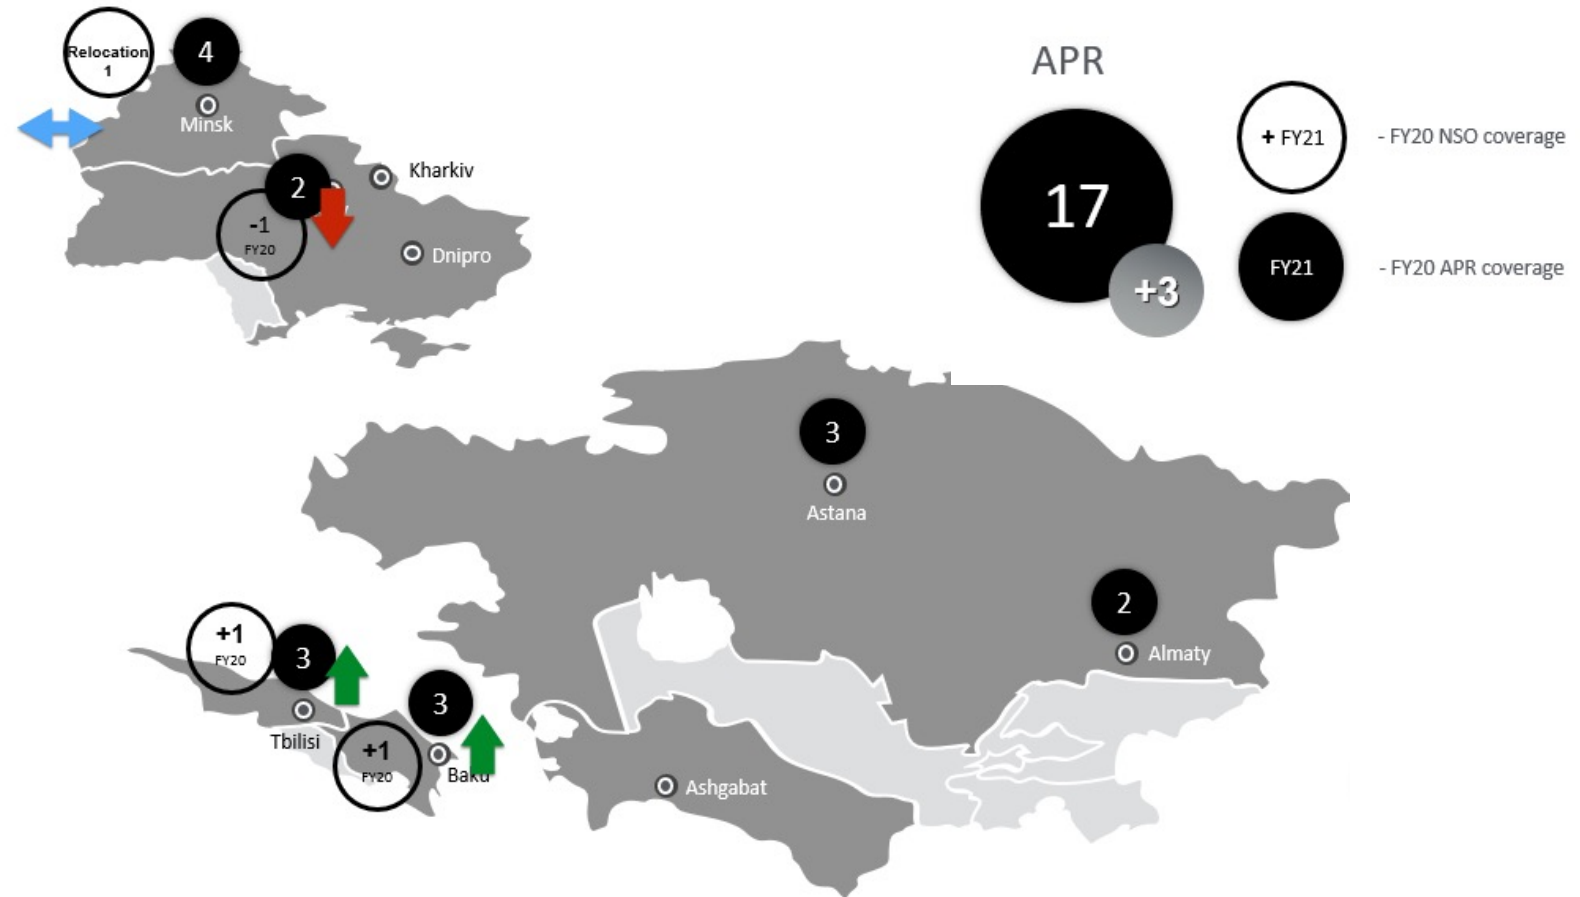 Relocation
1
4
Minsk
Kharkiv
2
-1
FY20
Dnipro
APR
17
+3
+ FY21
- FY20 NSO coverage
FY21
- FY20 APR coverage
3
Astana
2
Almaty
+1
FY20
3
Tbilisi
3
+1
FY20
Baku
Ashgabat